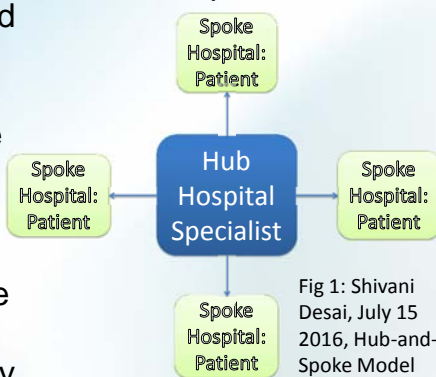 Spoke
Hospital:
Patient
Spoke
Hospital:
Patient
Hub
Hospital
Specialist
Spoke
Hospital:
Patient
Spoke
Hospital:
Patient
Fig 1: Shivani
Desai, July 15
2016, Hub-and-
Spoke Model